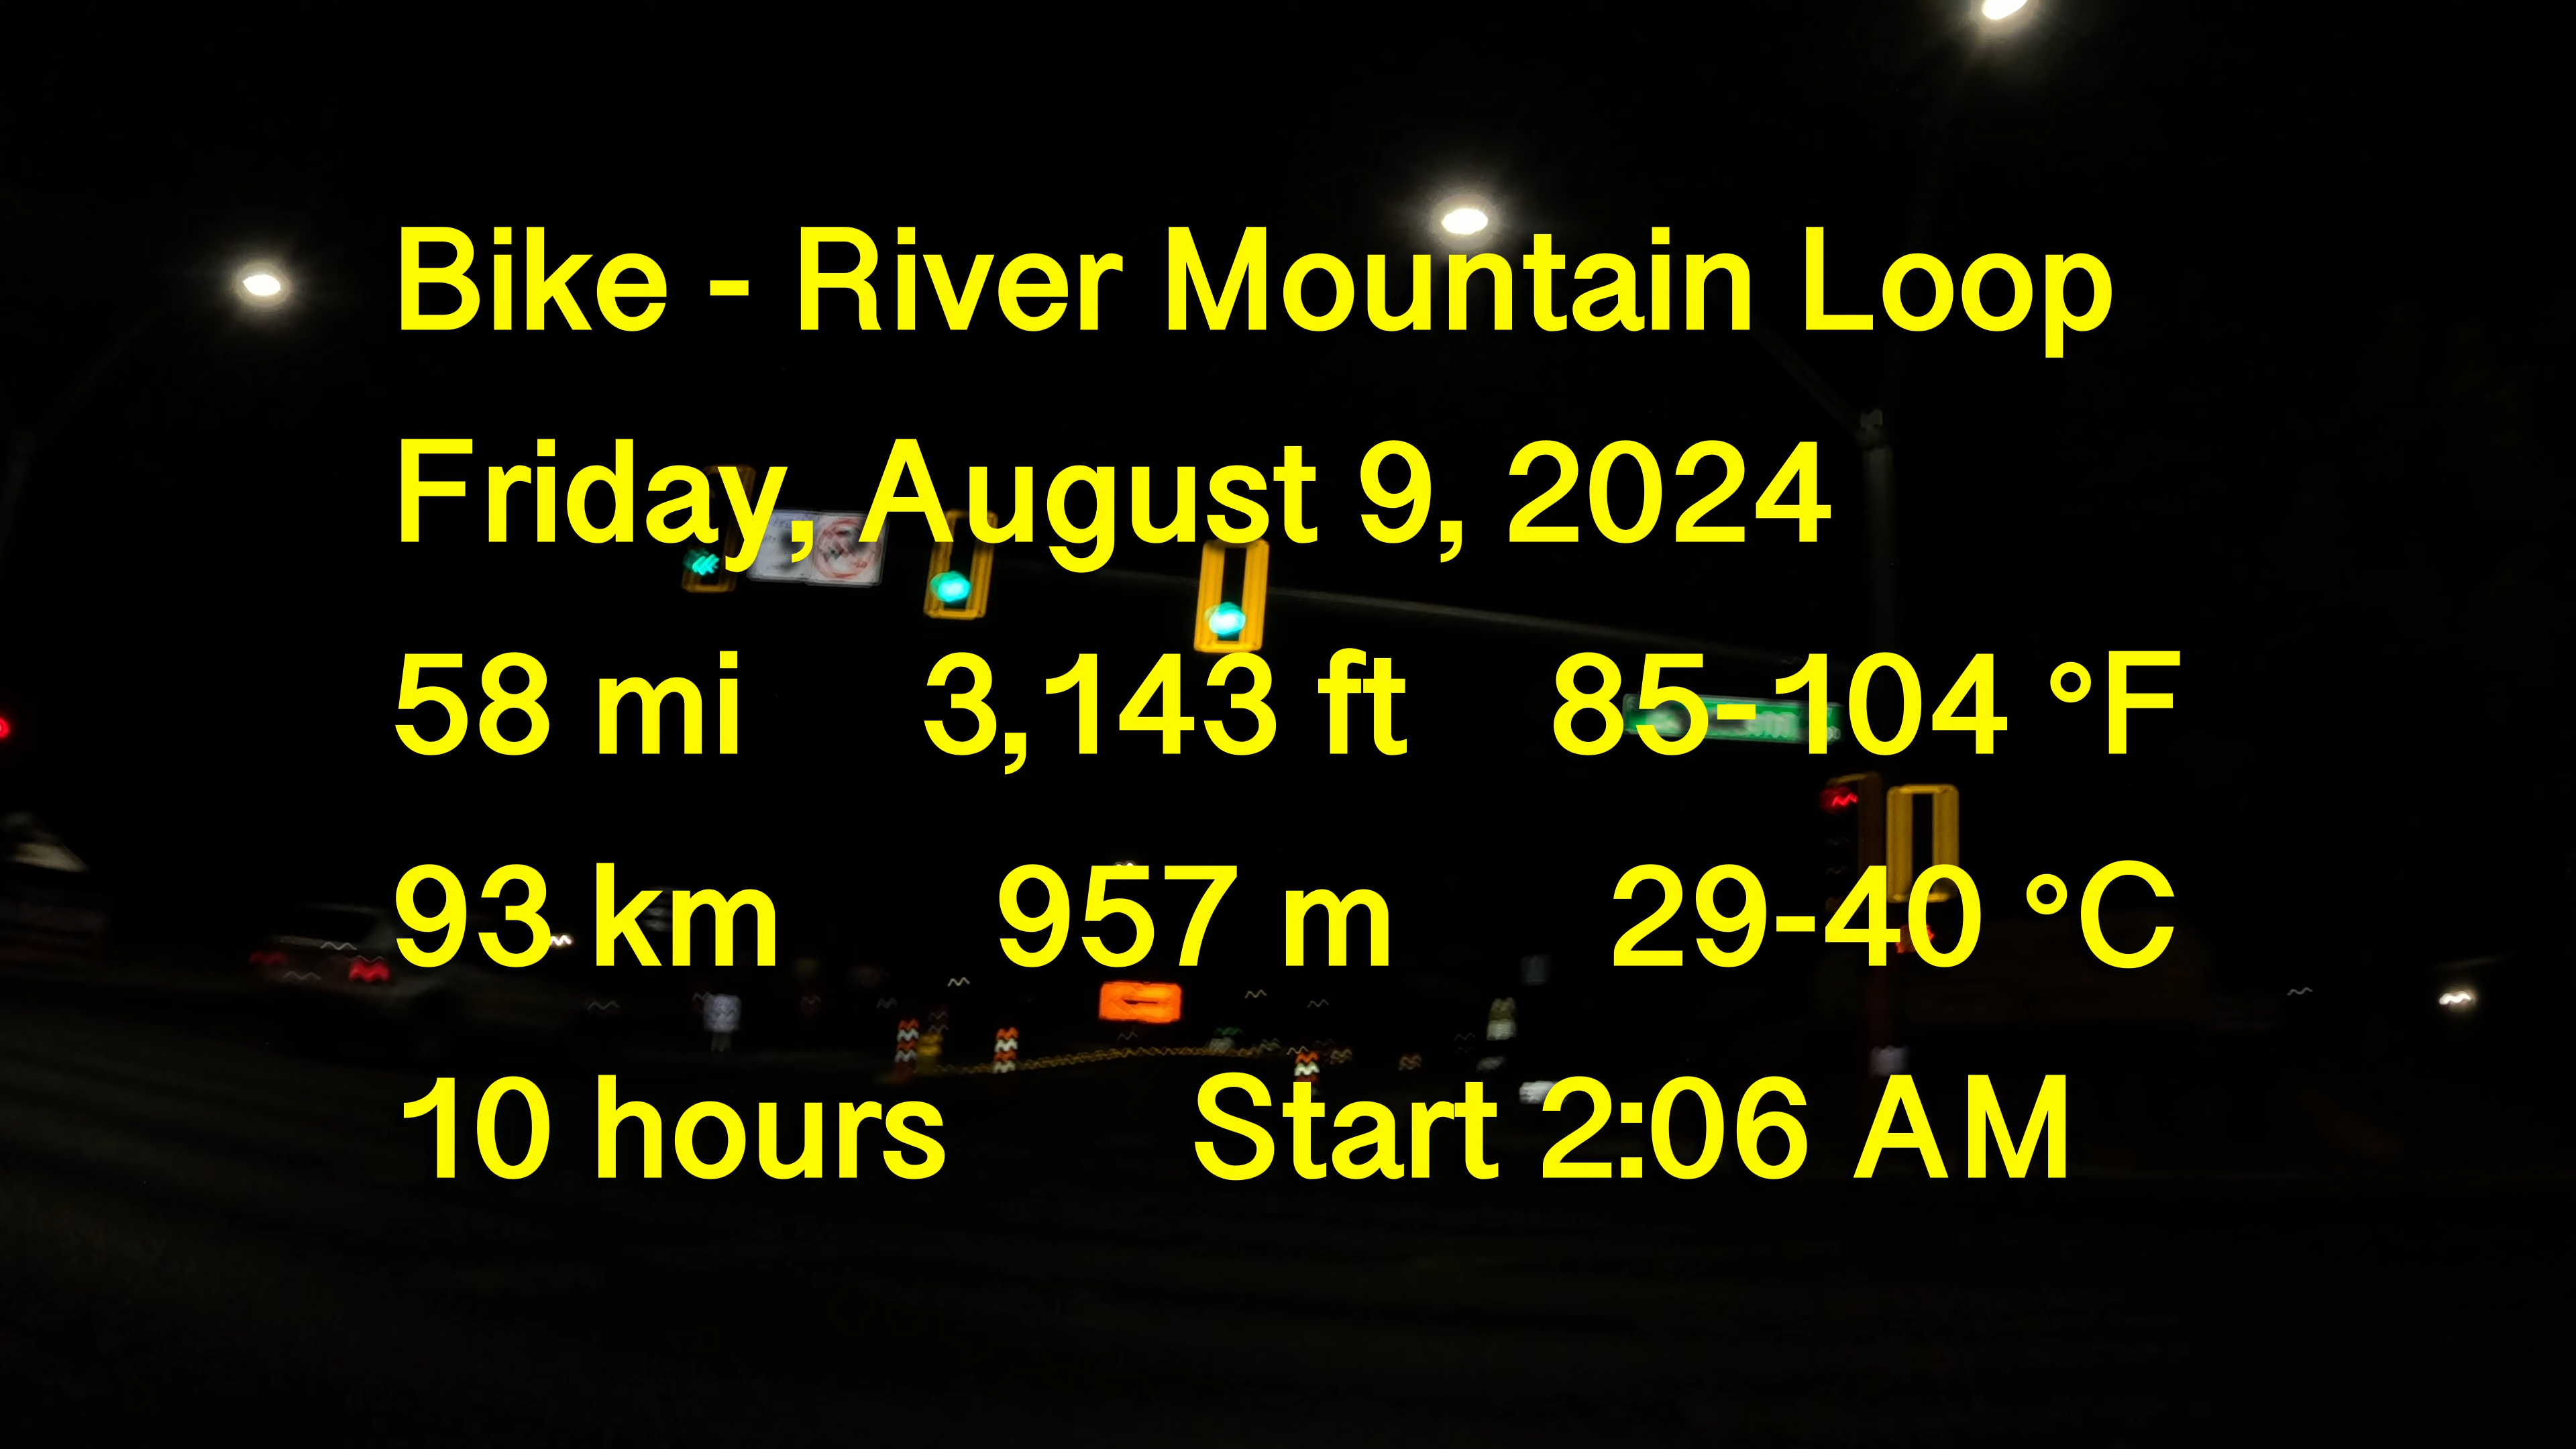 Bike - River Mountain Loop
Friday, August 9, 2024
58 mi 3,143 ft 85-104 °F
93 km 957 m 29-40 °C
10 hours Start 2:06 AM